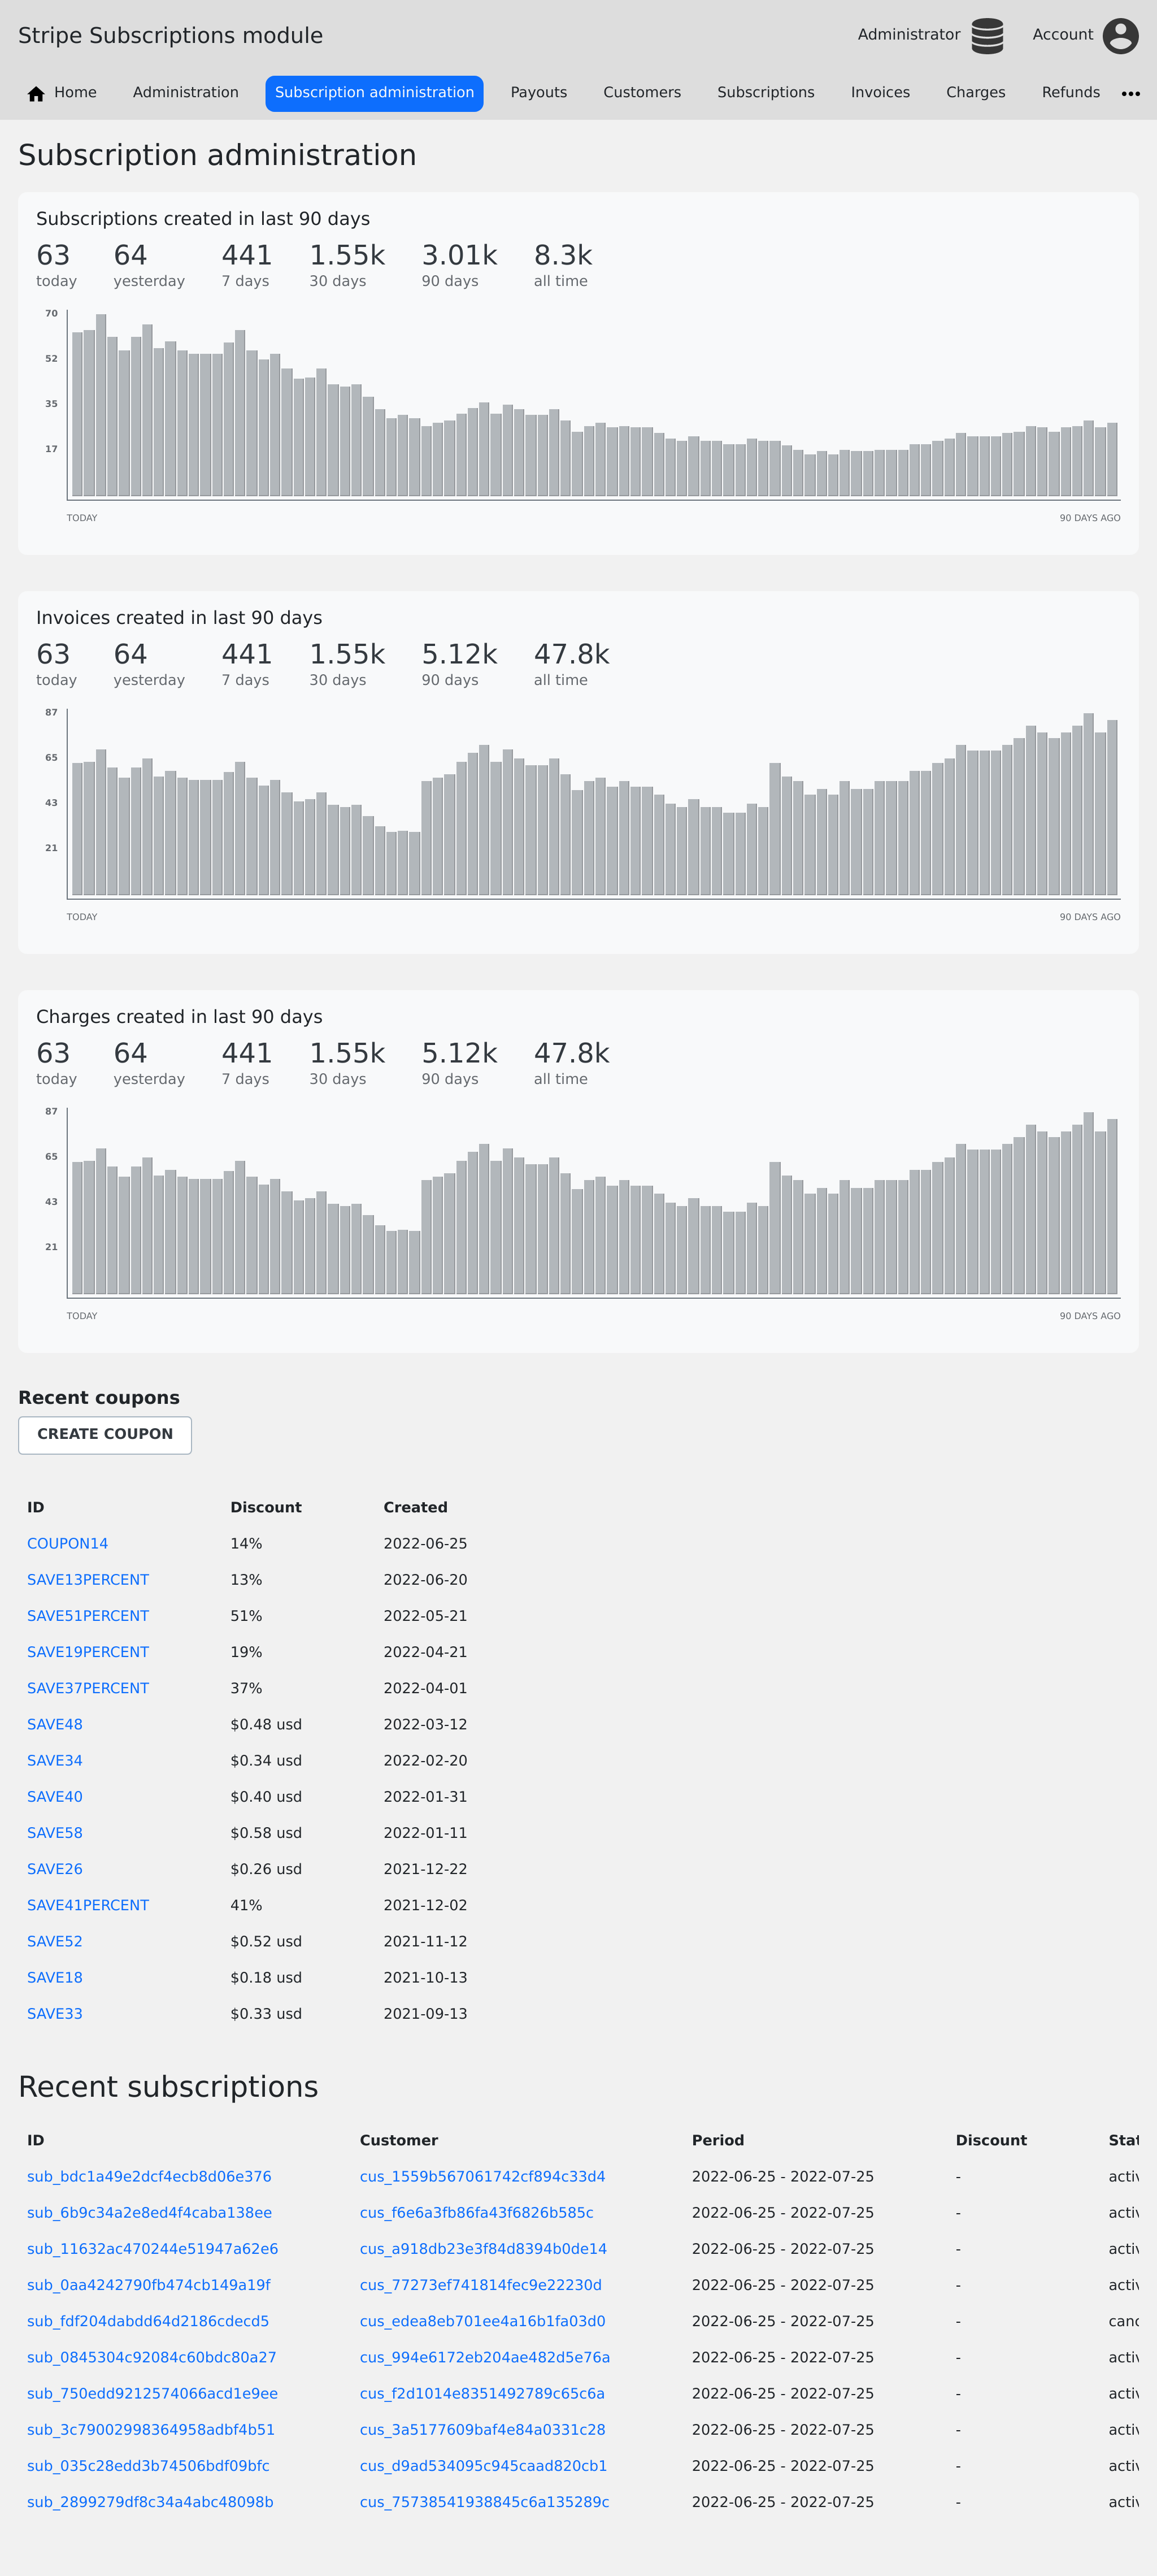 Stripe Subscriptions module
Administrator Account
Home Administration Subscription administration Payouts Customers Subscriptions Invoices Charges Refunds
Subscription administration
Subscriptions created in last 90 days
63 64 441 1.55k 3.01k 8.3k
today yesterday 7 days 30 days 90 days all time
70
52
35
17
TODAY 90 DAYS AGO
Invoices created in last 90 days
63 64 441 1.55k 5.12k 47.8k
today yesterday 7 days 30 days 90 days all time
87
65
43
21
TODAY 90 DAYS AGO
Charges created in last 90 days
63 64 441 1.55k 5.12k 47.8k
today yesterday 7 days 30 days 90 days all time
87
65
43
21
TODAY 90 DAYS AGO
Recent coupons
CREATE COUPON
ID Discount Created
COUPON14 14% 2022-06-25
SAVE13PERCENT 13% 2022-06-20
SAVE51PERCENT 51% 2022-05-21
SAVE19PERCENT 19% 2022-04-21
SAVE37PERCENT 37% 2022-04-01
SAVE48 $0.48 usd 2022-03-12
SAVE34 $0.34 usd 2022-02-20
SAVE40 $0.40 usd 2022-01-31
SAVE58 $0.58 usd 2022-01-11
SAVE26 $0.26 usd 2021-12-22
SAVE41PERCENT 41% 2021-12-02
SAVE52 $0.52 usd 2021-11-12
SAVE18 $0.18 usd 2021-10-13
SAVE33 $0.33 usd 2021-09-13
Recent subscriptions
ID Customer Period Discount Stat
sub_bdc1a49e2dcf4ecb8d06e376 cus_1559b567061742cf894c33d4 2022-06-25 - 2022-07-25 - activ
sub_6b9c34a2e8ed4f4caba138ee cus_f6e6a3fb86fa43f6826b585c 2022-06-25 - 2022-07-25 - activ
sub_11632ac470244e51947a62e6 cus_a918db23e3f84d8394b0de14 2022-06-25 - 2022-07-25 - activ
sub_0aa4242790fb474cb149a19f cus_77273ef741814fec9e22230d 2022-06-25 - 2022-07-25 - activ
sub_fdf204dabdd64d2186cdecd5 cus_edea8eb701ee4a16b1fa03d0 2022-06-25 - 2022-07-25 - canc
sub_0845304c92084c60bdc80a27 cus_994e6172eb204ae482d5e76a 2022-06-25 - 2022-07-25 - activ
sub_750edd9212574066acd1e9ee cus_f2d1014e8351492789c65c6a 2022-06-25 - 2022-07-25 - activ
sub_3c79002998364958adbf4b51 cus_3a5177609baf4e84a0331c28 2022-06-25 - 2022-07-25 - activ
sub_035c28edd3b74506bdf09bfc cus_d9ad534095c945caad820cb1 2022-06-25 - 2022-07-25 - activ
sub_2899279df8c34a4abc48098b cus_75738541938845c6a135289c 2022-06-25 - 2022-07-25 - activ